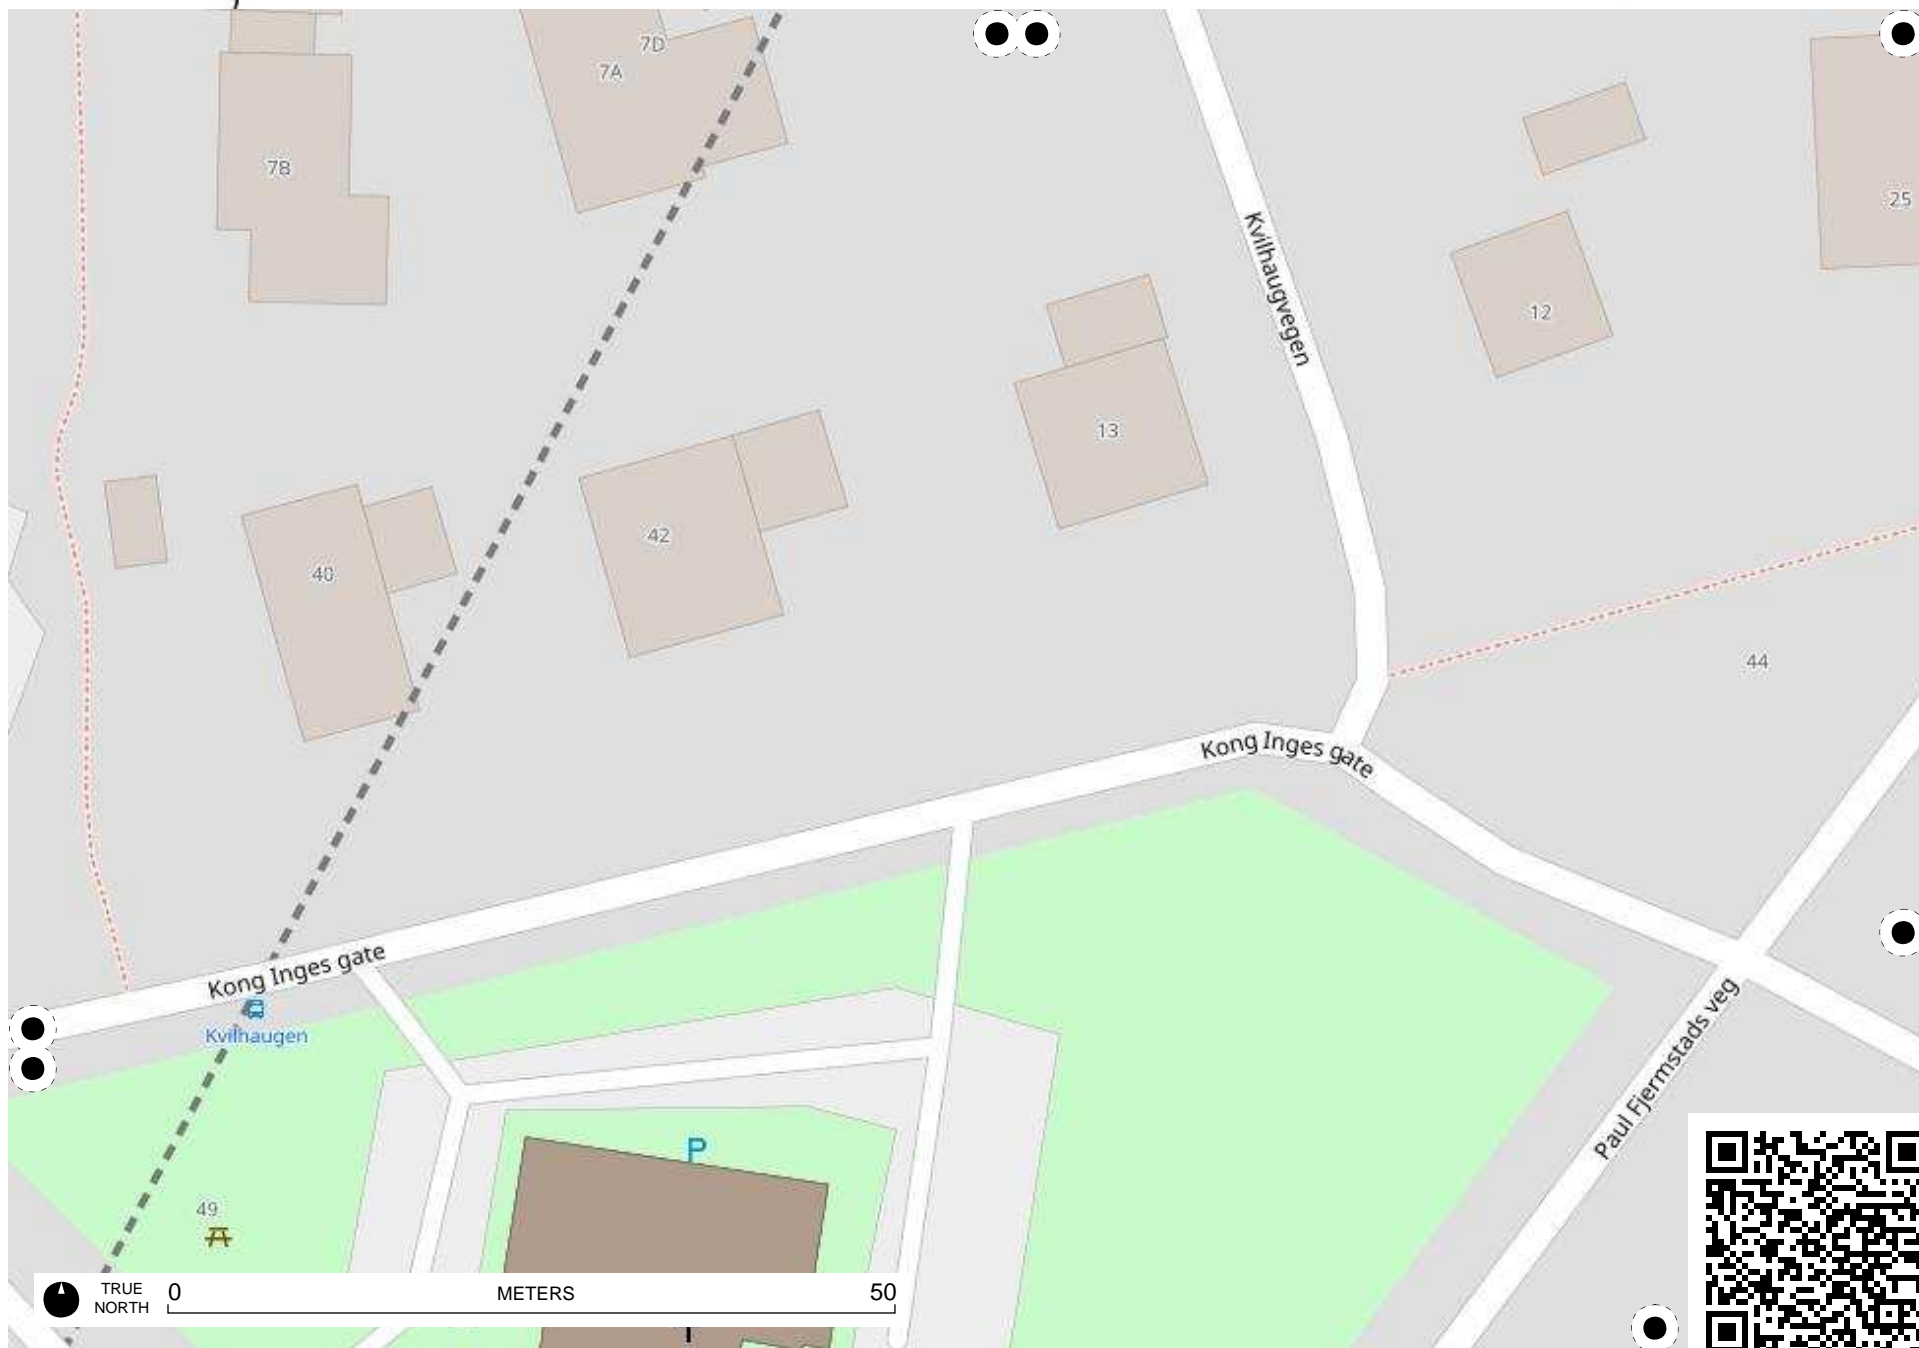 7D
7A
7B
25
Kvilhaugvegen
12
13
42
40
44
Kong Inges gate
Kong Inges gate
Kvilhaugen
Paul Fjermstads veg
P
49
TRUE NORTH
0
METERS
50